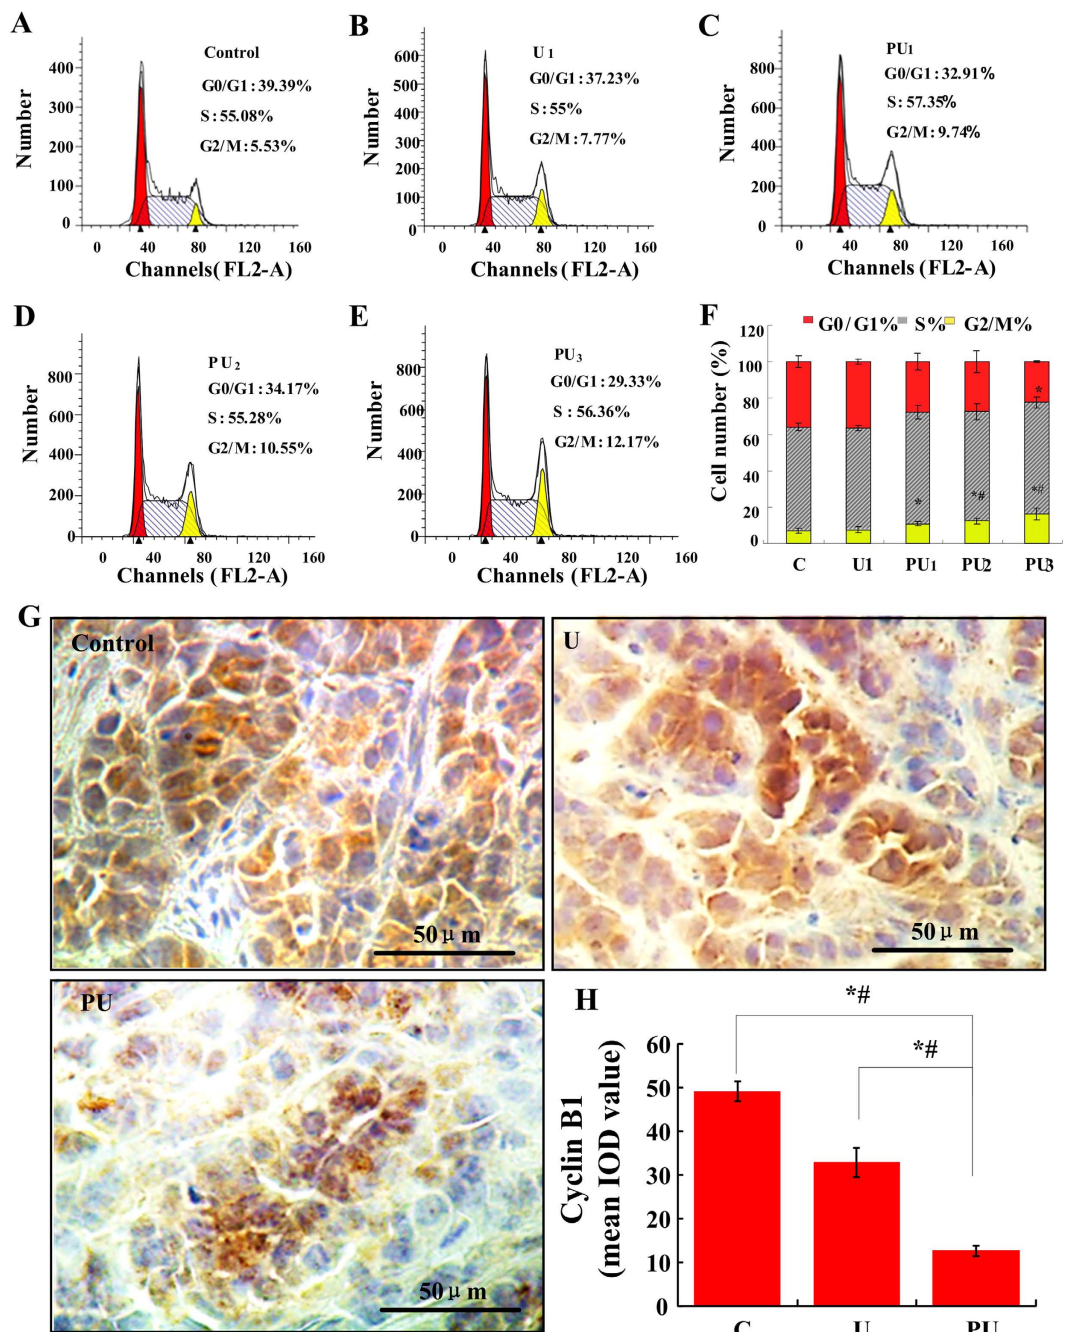 A
Control
G0/G1:39.39%
S:55.08%
G2/M:5.53%
Number
400
300
200
100
0
0 40 80 120 160
Channels(FL2-A)
B
U1
G0/G1:37.23%
S:55%
G2/M:7.77%
Number
600
500
400
300
200
100
0
0 40 80 120 160
Channels(FL2-A)
C
PU1
G0/G1:32.91%
S:57.35%
G2/M:9.74%
Number
800
600
400
200
0
0 40 80 120 160
Channels(FL2-A)
D
PU2
G0/G1:34.17%
S:55.28%
G2/M:10.55%
Number
800
600
400
200
0
0 40 80 120 160
Channels(FL2-A)
E
PU3
G0/G1:29.33%
S:56.36%
G2/M:12.17%
Number
800
600
400
200
0
0 40 80 120 160
Channels(FL2-A)
F
G0/G1% S% G2/M%
Cell number (%)
120
100
80
60
40
20
0
*
*
*#
*#
C U1 PU1 PU2 PU3
G
Control
50μm
U
50μm
PU
50μm
H
*#
*#
Cyclin B1
(mean IOD value)
60
50
40
30
20
10
0
C U PU